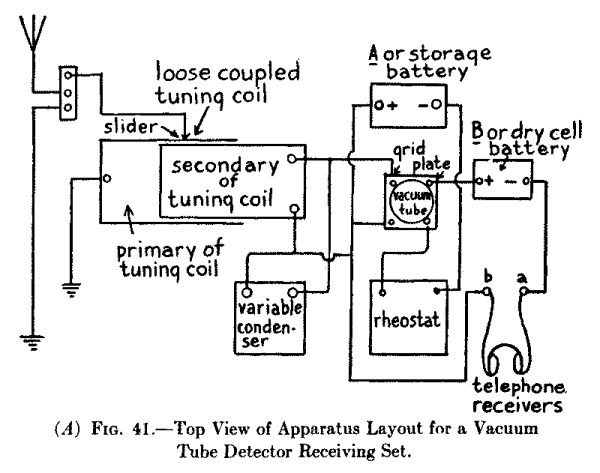 A or storage
battery
loose coupled
tuning coil
slider
B or dry cell
battery
grid
plate
+ -
+ -
secondary
of
tuning coil
vacuum
tube
primary of
tuning coil
b a
variable
conden-
ser
rheostat
telephone
receivers
(A) FIG. 41.—Top View of Apparatus Layout for a Vacuum
Tube Detector Receiving Set.